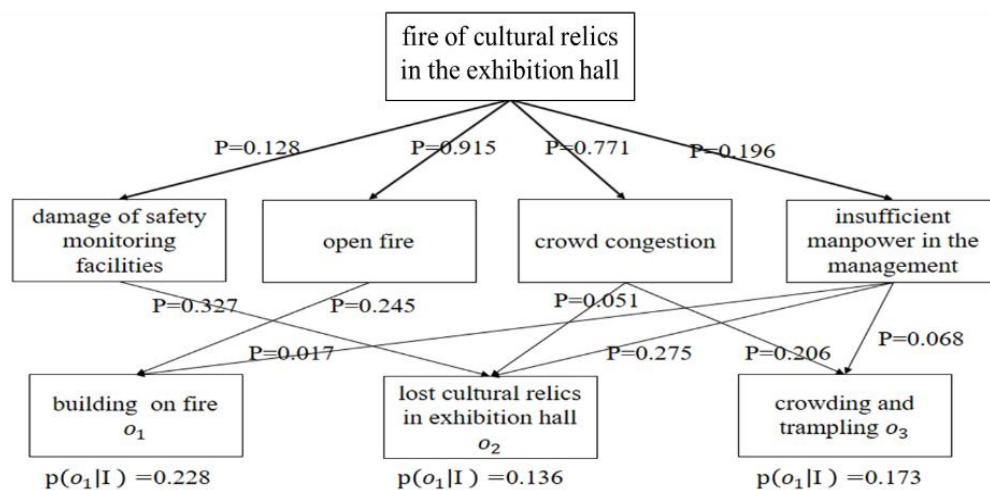 fire of cultural relics
in the exhibition hall
P=0.128
P=0.915
P=0.771
P=0.196
damage of safety
monitoring
facilities
open fire
crowd congestion
insufficient
manpower in the
management
P=0.327
P=0.245
P=0.051
P=0.017
P=0.275
P=0.206
P=0.068
building on fire
o₁
lost cultural relics
in exhibition hall
o₂
crowding and
trampling o₃
p(o₁|I ) =0.228
p(o₁|I ) =0.136
p(o₁|I ) =0.173